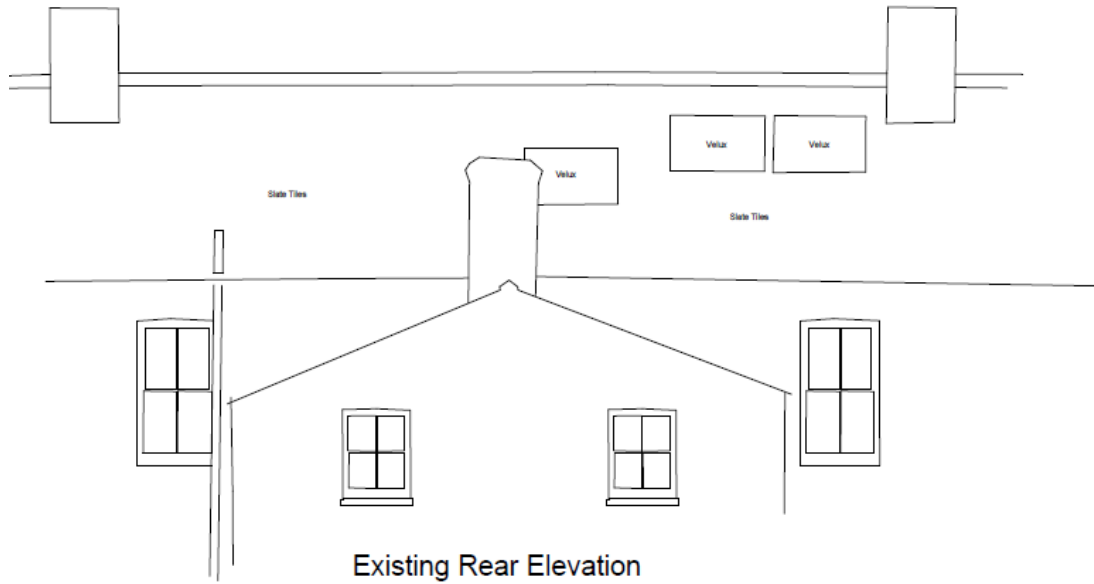 Velux
Velux
Velux
Slate Tiles
Slate Tiles
Existing Rear Elevation